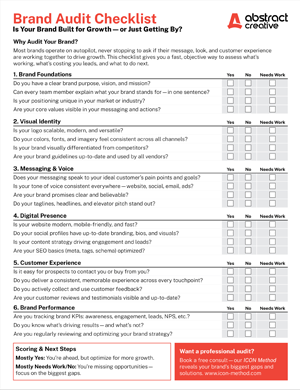 Brand Audit Checklist
Is Your Brand Built for Growth — or Just Getting By?
abstract
creative
Why Audit Your Brand?
Most brands operate on autopilot, never stopping to ask if their message, look, and customer experience
are working together to drive growth. This checklist gives you a fast, objective way to assess what's
working, what's costing you leads, and what to do next.
1. Brand Foundations Yes No Needs Work
Do you have a clear brand purpose, vision, and mission?
Can every team member explain what your brand stands for — in one sentence?
Is your positioning unique in your market or industry?
Are your core values visible in your messaging and actions?
2. Visual Identity Yes No Needs Work
Is your logo scalable, modern, and versatile?
Do your colors, fonts, and imagery feel consistent across all channels?
Is your brand visually differentiated from competitors?
Are your brand guidelines up-to-date and used by all vendors?
3. Messaging & Voice Yes No Needs Work
Does your messaging speak to your ideal customer's pain points and goals?
Is your tone of voice consistent everywhere — website, social, email, ads?
Are your brand promises clear and believable?
Do your taglines, headlines, and elevator pitch stand out?
4. Digital Presence Yes No Needs Work
Is your website modern, mobile-friendly, and fast?
Do your social profiles have up-to-date branding, bios, and visuals?
Is your content strategy driving engagement and leads?
Are your SEO basics (meta, tags, schema) optimized?
5. Customer Experience Yes No Needs Work
Is it easy for prospects to contact you or buy from you?
Do you deliver a consistent, memorable experience across every touchpoint?
Do you actively collect and use customer feedback?
Are your customer reviews and testimonials visible and up-to-date?
6. Brand Performance Yes No Needs Work
Are you tracking brand KPIs: awareness, engagement, leads, NPS, etc.?
Do you know what's driving results — and what's not?
Are you regularly reviewing and optimizing your brand strategy?
Scoring & Next Steps
Mostly Yes: You're ahead, but optimize for more growth.
Mostly Needs Work/No: You're missing opportunities —
focus on the biggest gaps.
Want a professional audit?
Book a free consult — our ICON Method
reveals your brand's biggest gaps and
solutions. www.icon-method.com